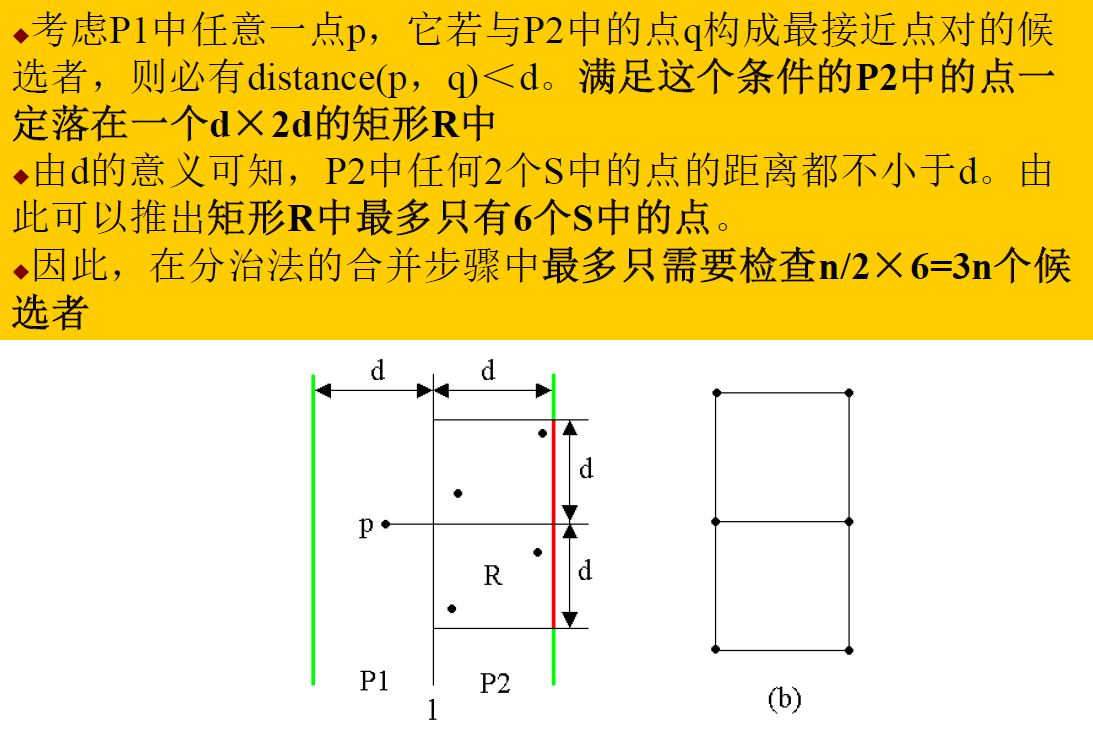 ◆考虑P1中任意一点p，它若与P2中的点q构成最接近点对的候
选者，则必有distance(p，q)＜d。满足这个条件的P2中的点一
定落在一个d×2d的矩形R中
◆由d的意义可知，P2中任何2个S中的点的距离都不小于d。由
此可以推出矩形R中最多只有6个S中的点。
◆因此，在分治法的合并步骤中最多只需要检查n/2×6=3n个候
选者
d
d
d
p
R
d
P1
P2
l
(b)